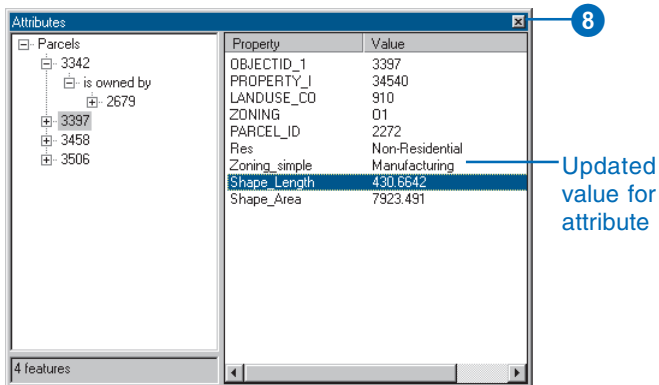 Attributes
8
Parcels
3342
is owned by
2679
3397
3458
3506
4 features
Property Value
OBJECTID_1 3397
PROPERTY_I 34540
LANDUSE_CO 910
ZONING O1
PARCEL_ID 2272
Res Non-Residential
Zoning_simple Manufacturing
Shape_Length 430.6642
Shape_Area 7923.491
Updated
value for
attribute